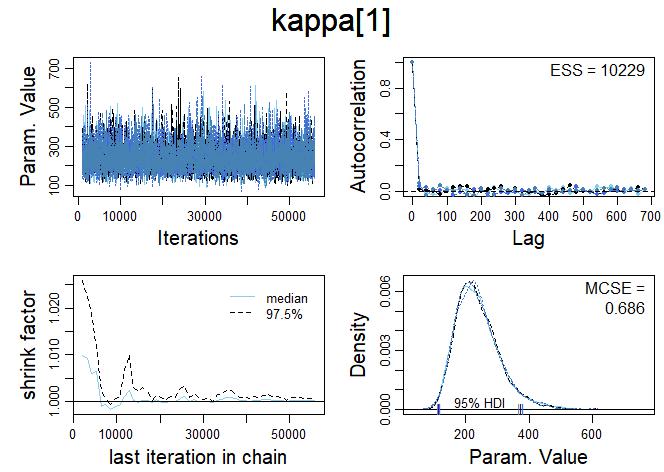 kappa[1]
Param. Value
100 300 500 700
0 10000 30000 50000
Iterations
Autocorrelation
0.0 0.4 0.8
ESS = 10229
0 100 200 300 400 500 600 700
Lag
shrink factor
1.000 1.010 1.020
median
97.5%
0 10000 30000 50000
last iteration in chain
Density
0.000 0.003 0.006
MCSE =
0.686
95% HDI
200 400 600
Param. Value